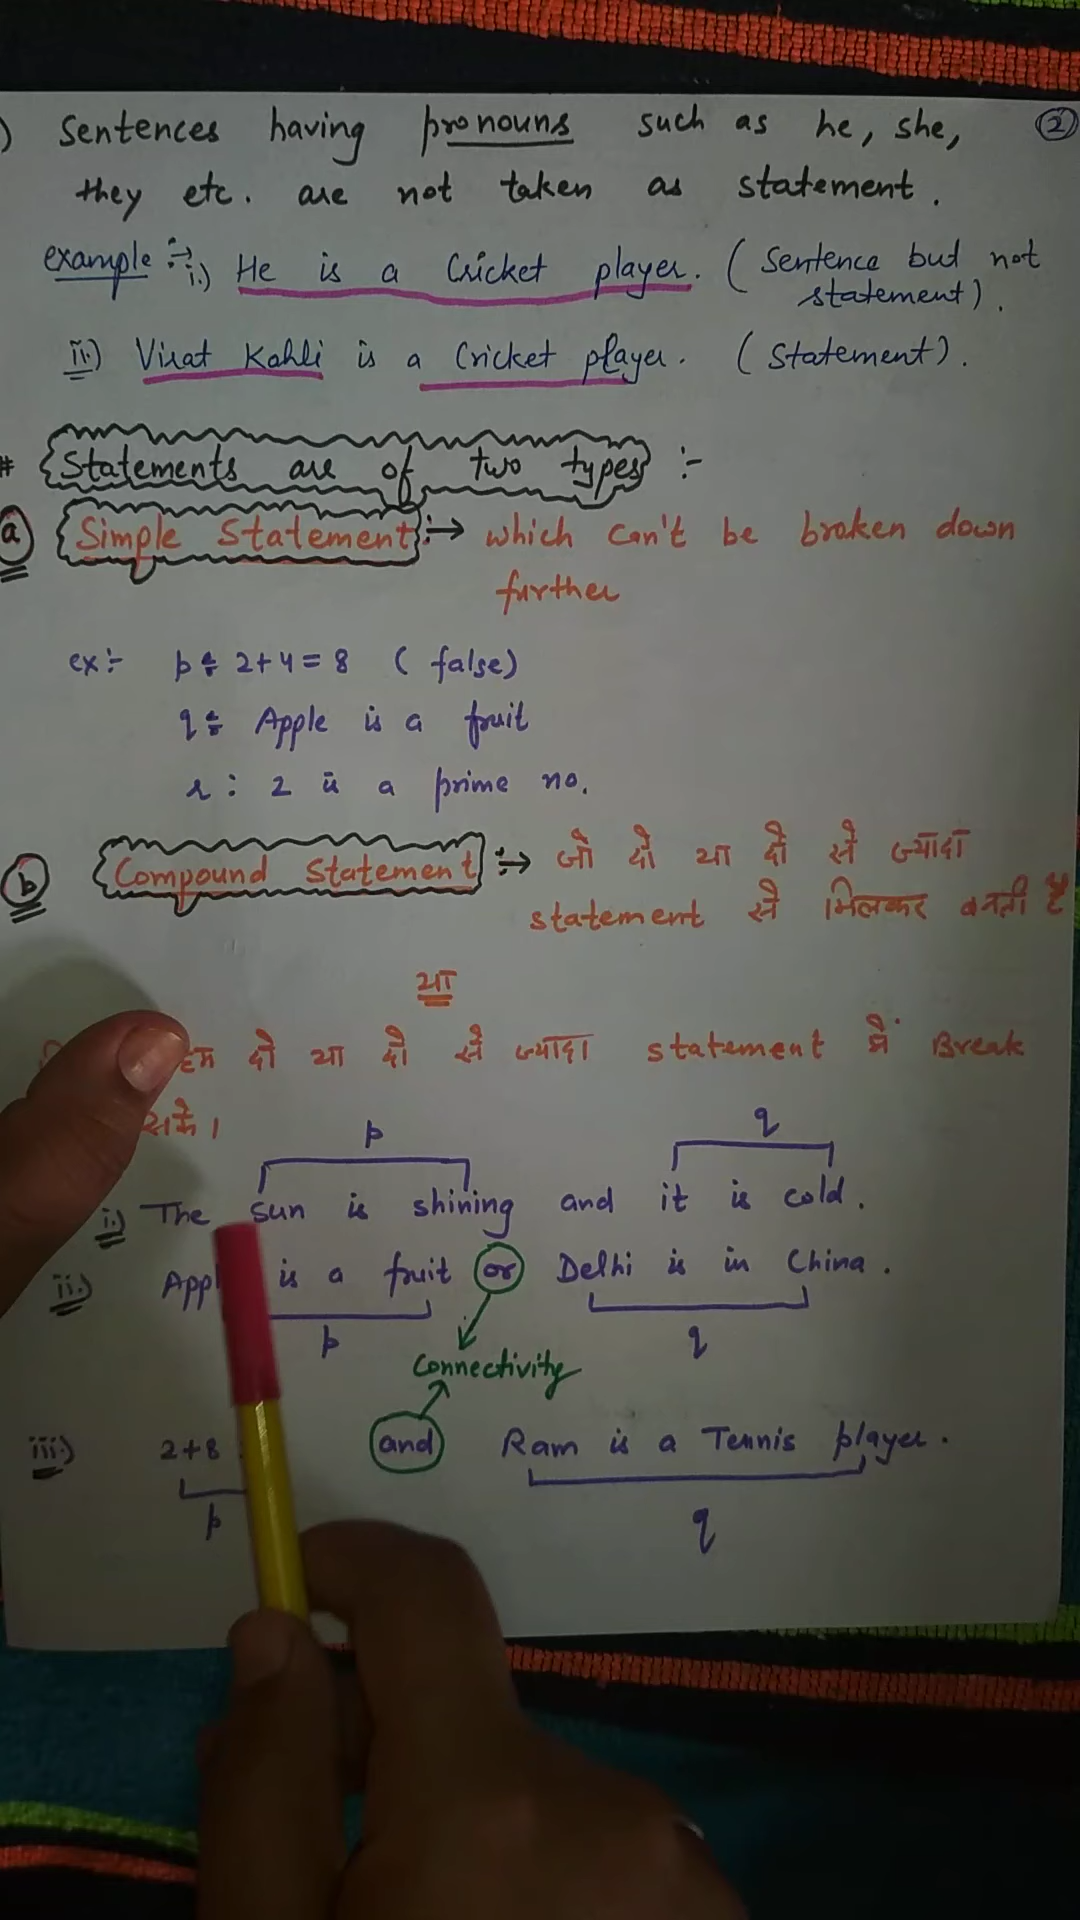 ) Sentences having pronouns such as he, she, ②
they etc. are not taken as statement.
example :→ i.) He is a Cricket player. (Sentence but not statement).
ii.) Virat Kohli is a Cricket player. (Statement).
# Statements are of two types :-
a Simple Statement :→ which can't be broken down
further
ex:- p : 2+4=8 (false)
q : Apple is a fruit
r : 2 is a prime no.
b Compound Statement :→ जो दो या दो से ज्यादा
statement से मिलकर बनती है
या
हम दो या दो से ज्यादा statement में Break
सकें।
p q
i.) The sun is shining and it is cold.
ii.) App is a fruit or Delhi is in China.
p q
Connectivity
iii.) 2+8 and Ram is a Tennis player.
p q